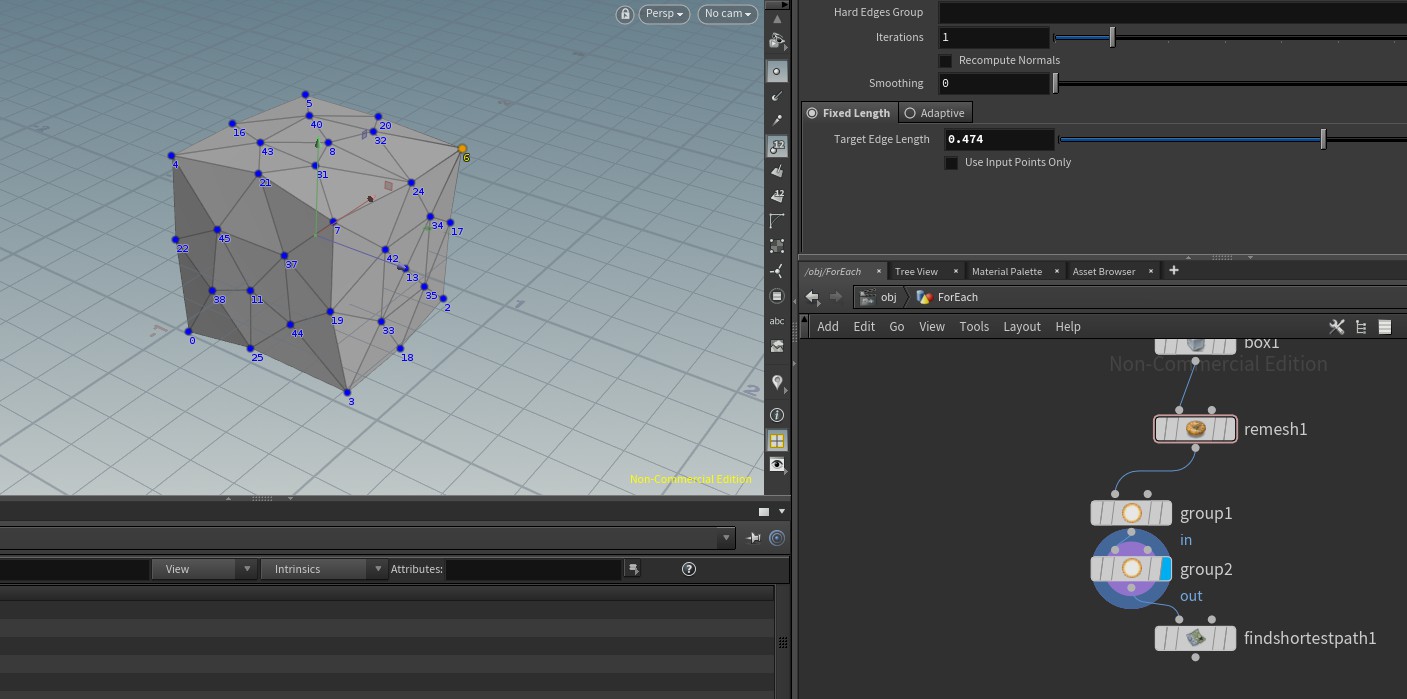 Persp
No cam
5
40
20
16
32
43
8
6
4
31
21
24
7
34
17
45
22
42
37
13
35
38
11
2
19
33
44
0
25
18
3
1
2
Non-Commercial Edition
12
12
abc
Hard Edges Group
Iterations 1
Recompute Normals
Smoothing 0
Fixed Length Adaptive
Target Edge Length 0.474
Use Input Points Only
/obj/ForEach × Tree View × Material Palette × Asset Browser × +
obj ForEach
Add Edit Go View Tools Layout Help
box1
Non-Commercial Edition
remesh1
group1
in
group2
out
findshortestpath1
View Intrinsics Attributes: